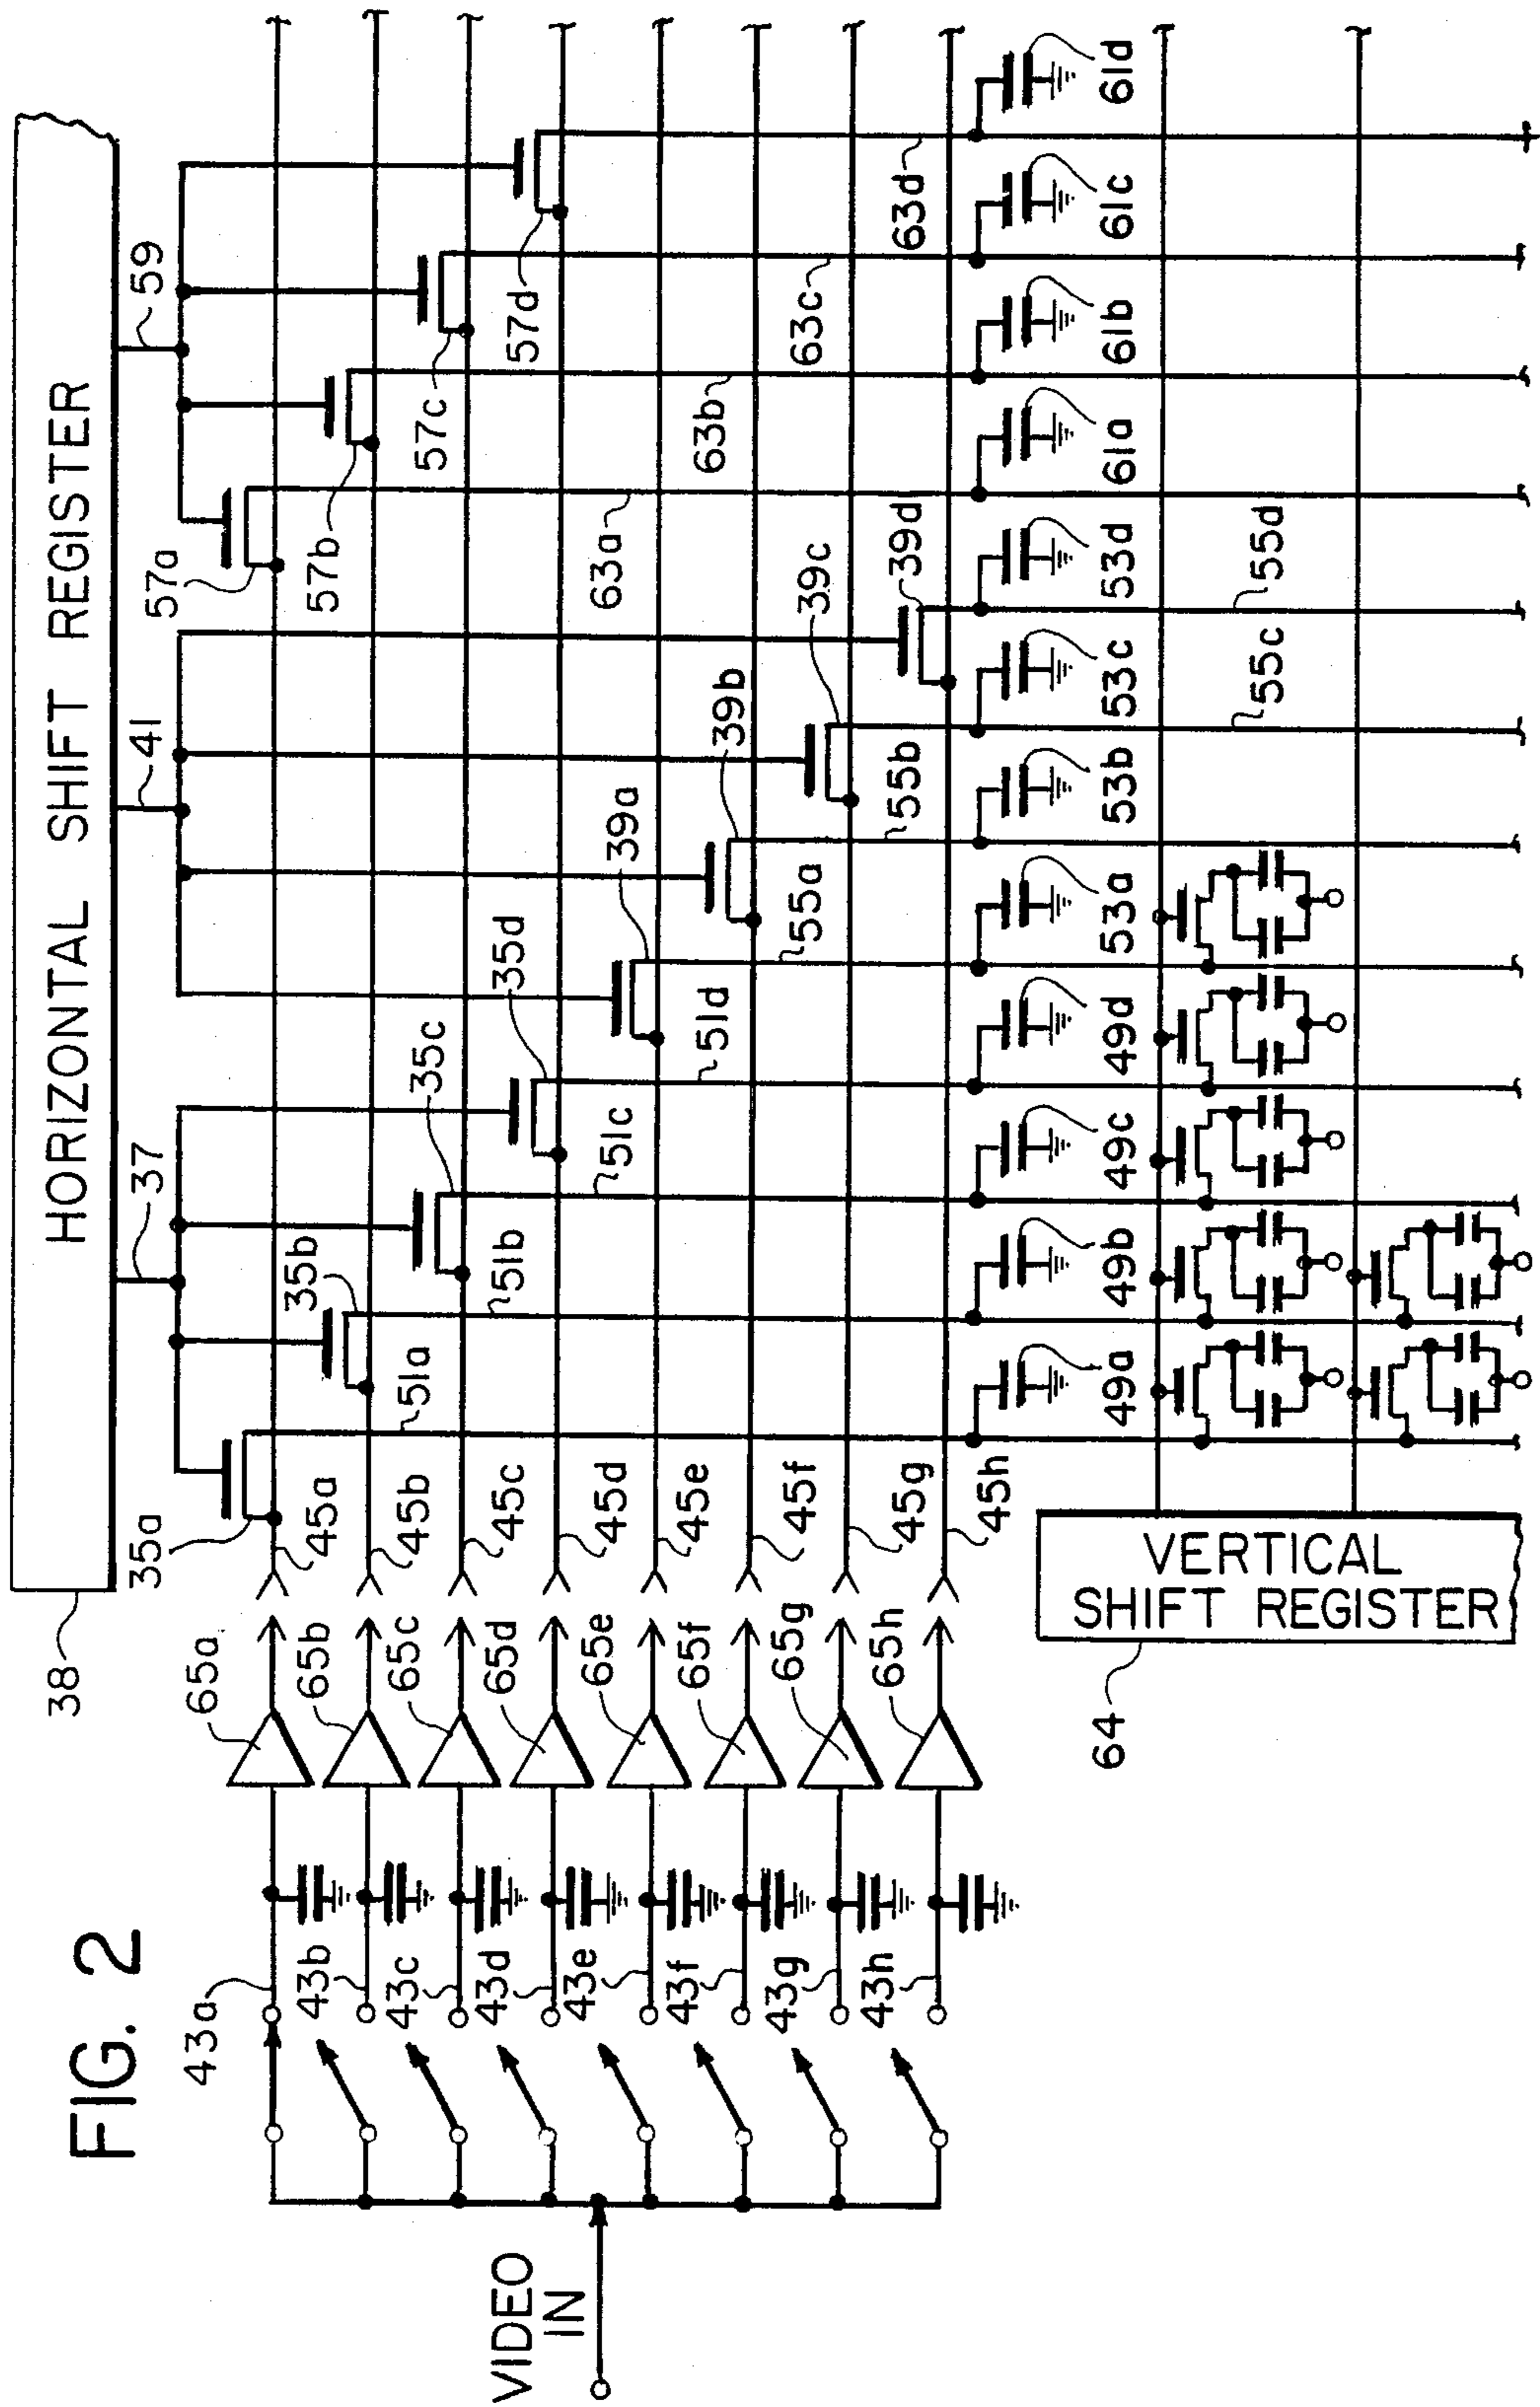 FIG. 2
HORIZONTAL SHIFT REGISTER
38
37
41
59
35a
35b
35c
35d
39a
39b
39c
39d
57a
57b
57c
57d
51a
51b
51c
51d
55a
55b
55c
55d
63a
63b
63c
63d
VIDEO
IN
43a
43b
43c
43d
43e
43f
43g
43h
65a
65b
65c
65d
65e
65f
65g
65h
45a
45b
45c
45d
45e
45f
45g
45h
49a
49b
49c
49d
53a
53b
53c
53d
61a
61b
61c
61d
64
VERTICAL
SHIFT REGISTER